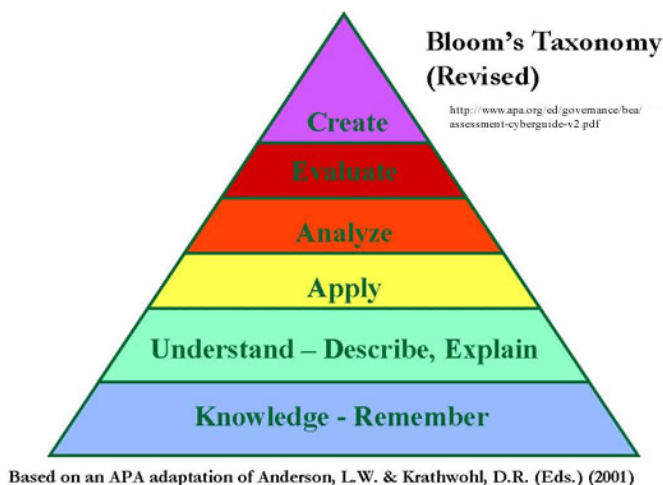 Bloom's Taxonomy
(Revised)
http://www.apa.org/ed/governance/bea/
assessment-cyberguide-v2.pdf
Create
Evaluate
Analyze
Apply
Understand – Describe, Explain
Knowledge - Remember
Based on an APA adaptation of Anderson, L.W. & Krathwohl, D.R. (Eds.) (2001)